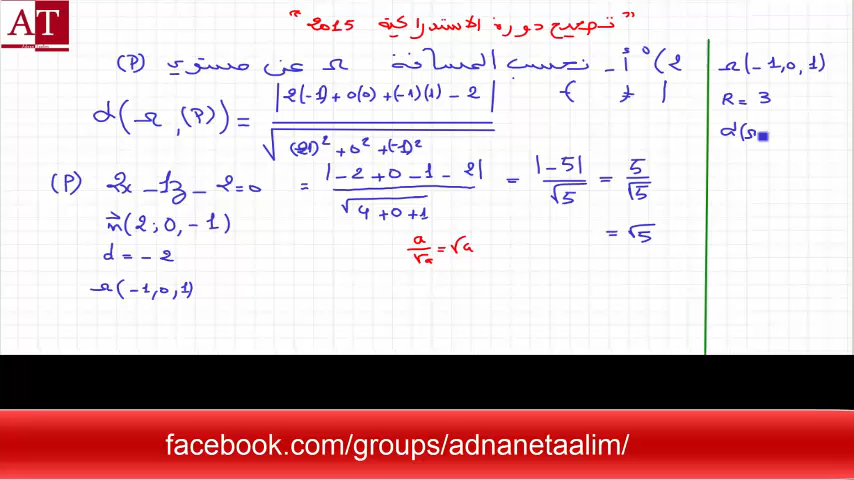 AT
"تصحيح دورة الاستدراكية 2015"
2) أ - نحسب المسافة Ω عن مستوي (P)
d(Ω,(P)) = |2(-1)+0(0)+(-1)(1)-2| / √((2)²+0²+(-1)²)
(P) 2x-1z-2=0
= |-2+0-1-2| / √(4+0+1) = |-5| / √5 = 5/√5
n⃗(2;0,-1)
= √5
d = -2
a/√a = √a
Ω(-1,0,1)
Ω(-1,0,1)
R = 3
d(Ω
facebook.com/groups/adnanetaalim/